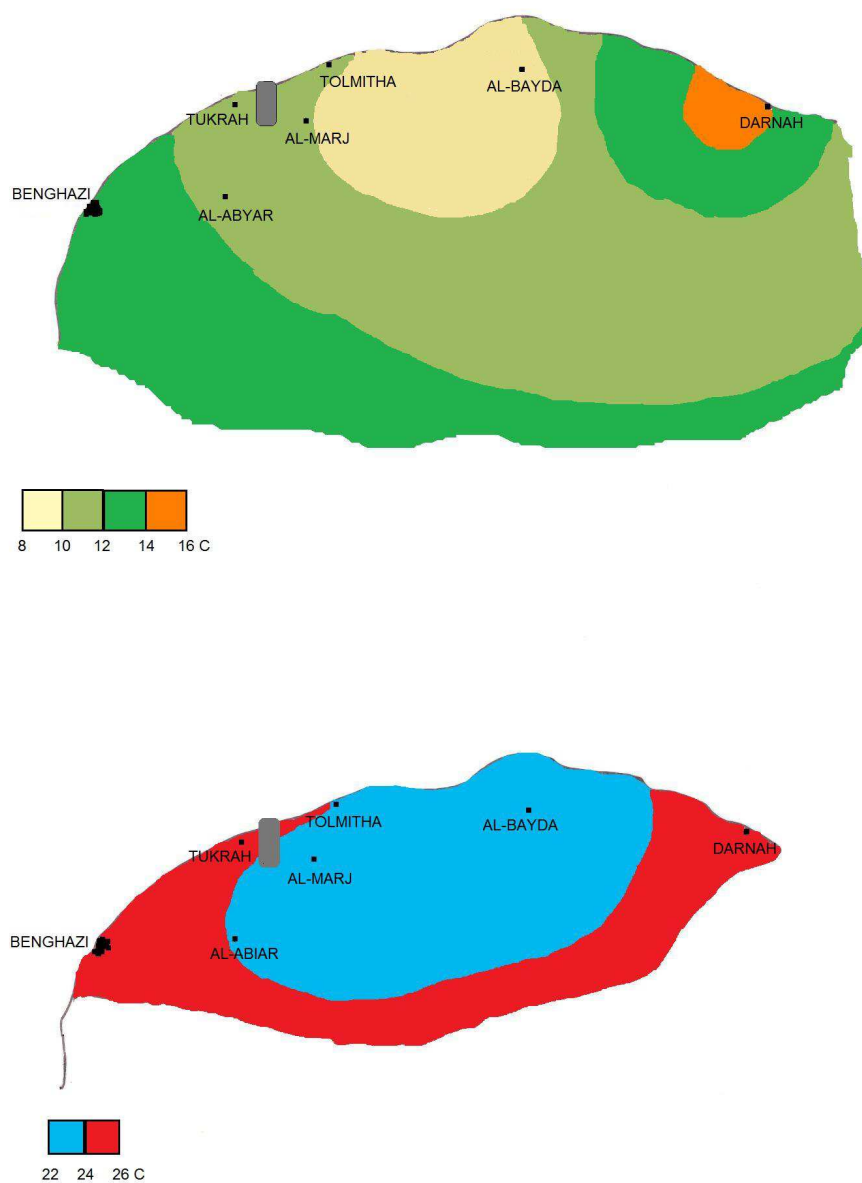 TOLMITHA
AL-BAYDA
TUKRAH
AL-MARJ
DARNAH
BENGHAZI
AL-ABYAR
8 10 12 14 16 C
TOLMITHA
AL-BAYDA
TUKRAH
DARNAH
AL-MARJ
BENGHAZI
AL-ABIAR
22 24 26 C